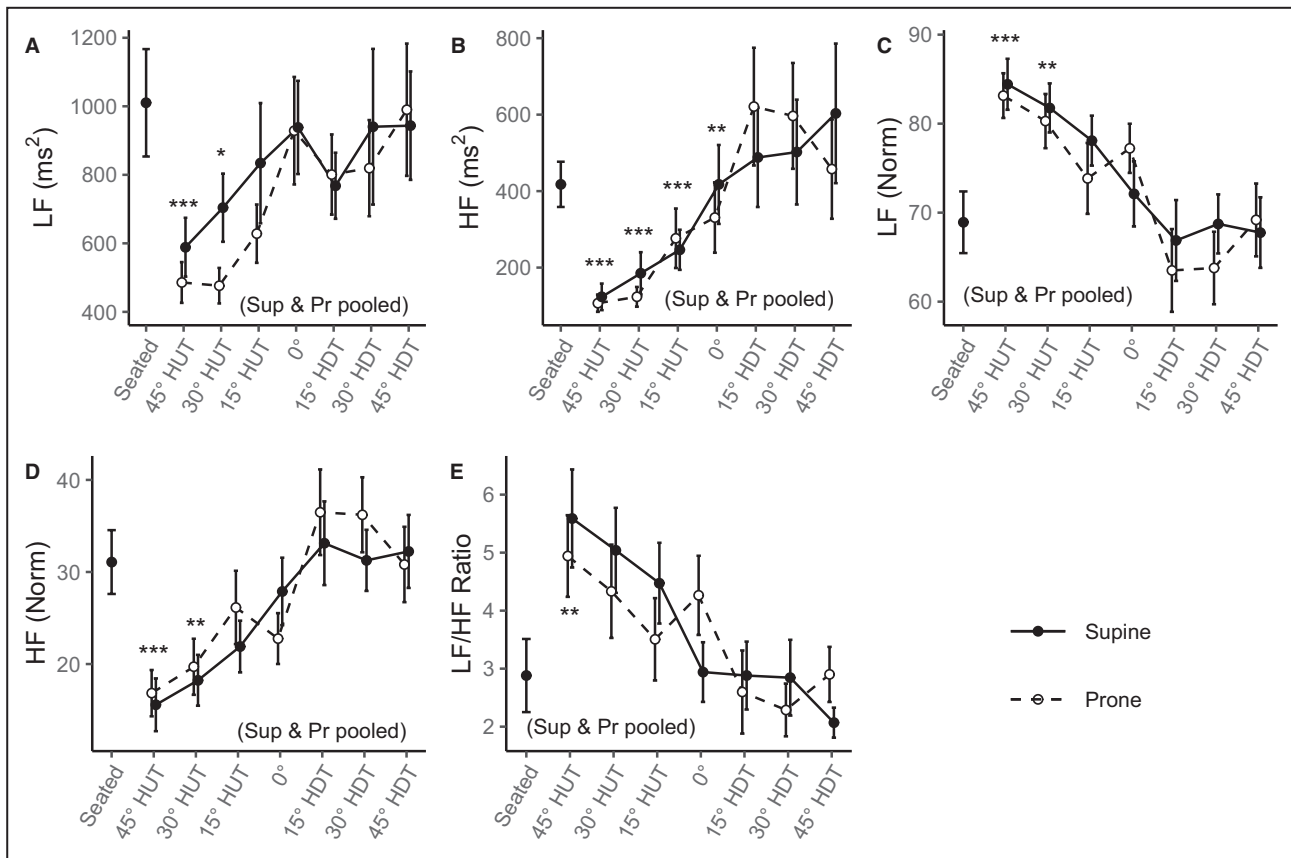 A
LF (ms²)
1200
1000
800
600
400
***
*
(Sup & Pr pooled)
Seated
45° HUT
30° HUT
15° HUT
0°
15° HDT
30° HDT
45° HDT
B
HF (ms²)
600
400
200
***
***
***
**
(Sup & Pr pooled)
Seated
45° HUT
30° HUT
15° HUT
0°
15° HDT
30° HDT
45° HDT
C
LF (Norm)
90
80
70
60
***
**
(Sup & Pr pooled)
Seated
45° HUT
30° HUT
15° HUT
0°
15° HDT
30° HDT
45° HDT
D
HF (Norm)
40
30
20
***
**
(Sup & Pr pooled)
Seated
45° HUT
30° HUT
15° HUT
0°
15° HDT
30° HDT
45° HDT
E
LF/HF Ratio
6
5
4
3
2
**
(Sup & Pr pooled)
Seated
45° HUT
30° HUT
15° HUT
0°
15° HDT
30° HDT
45° HDT
Supine
Prone